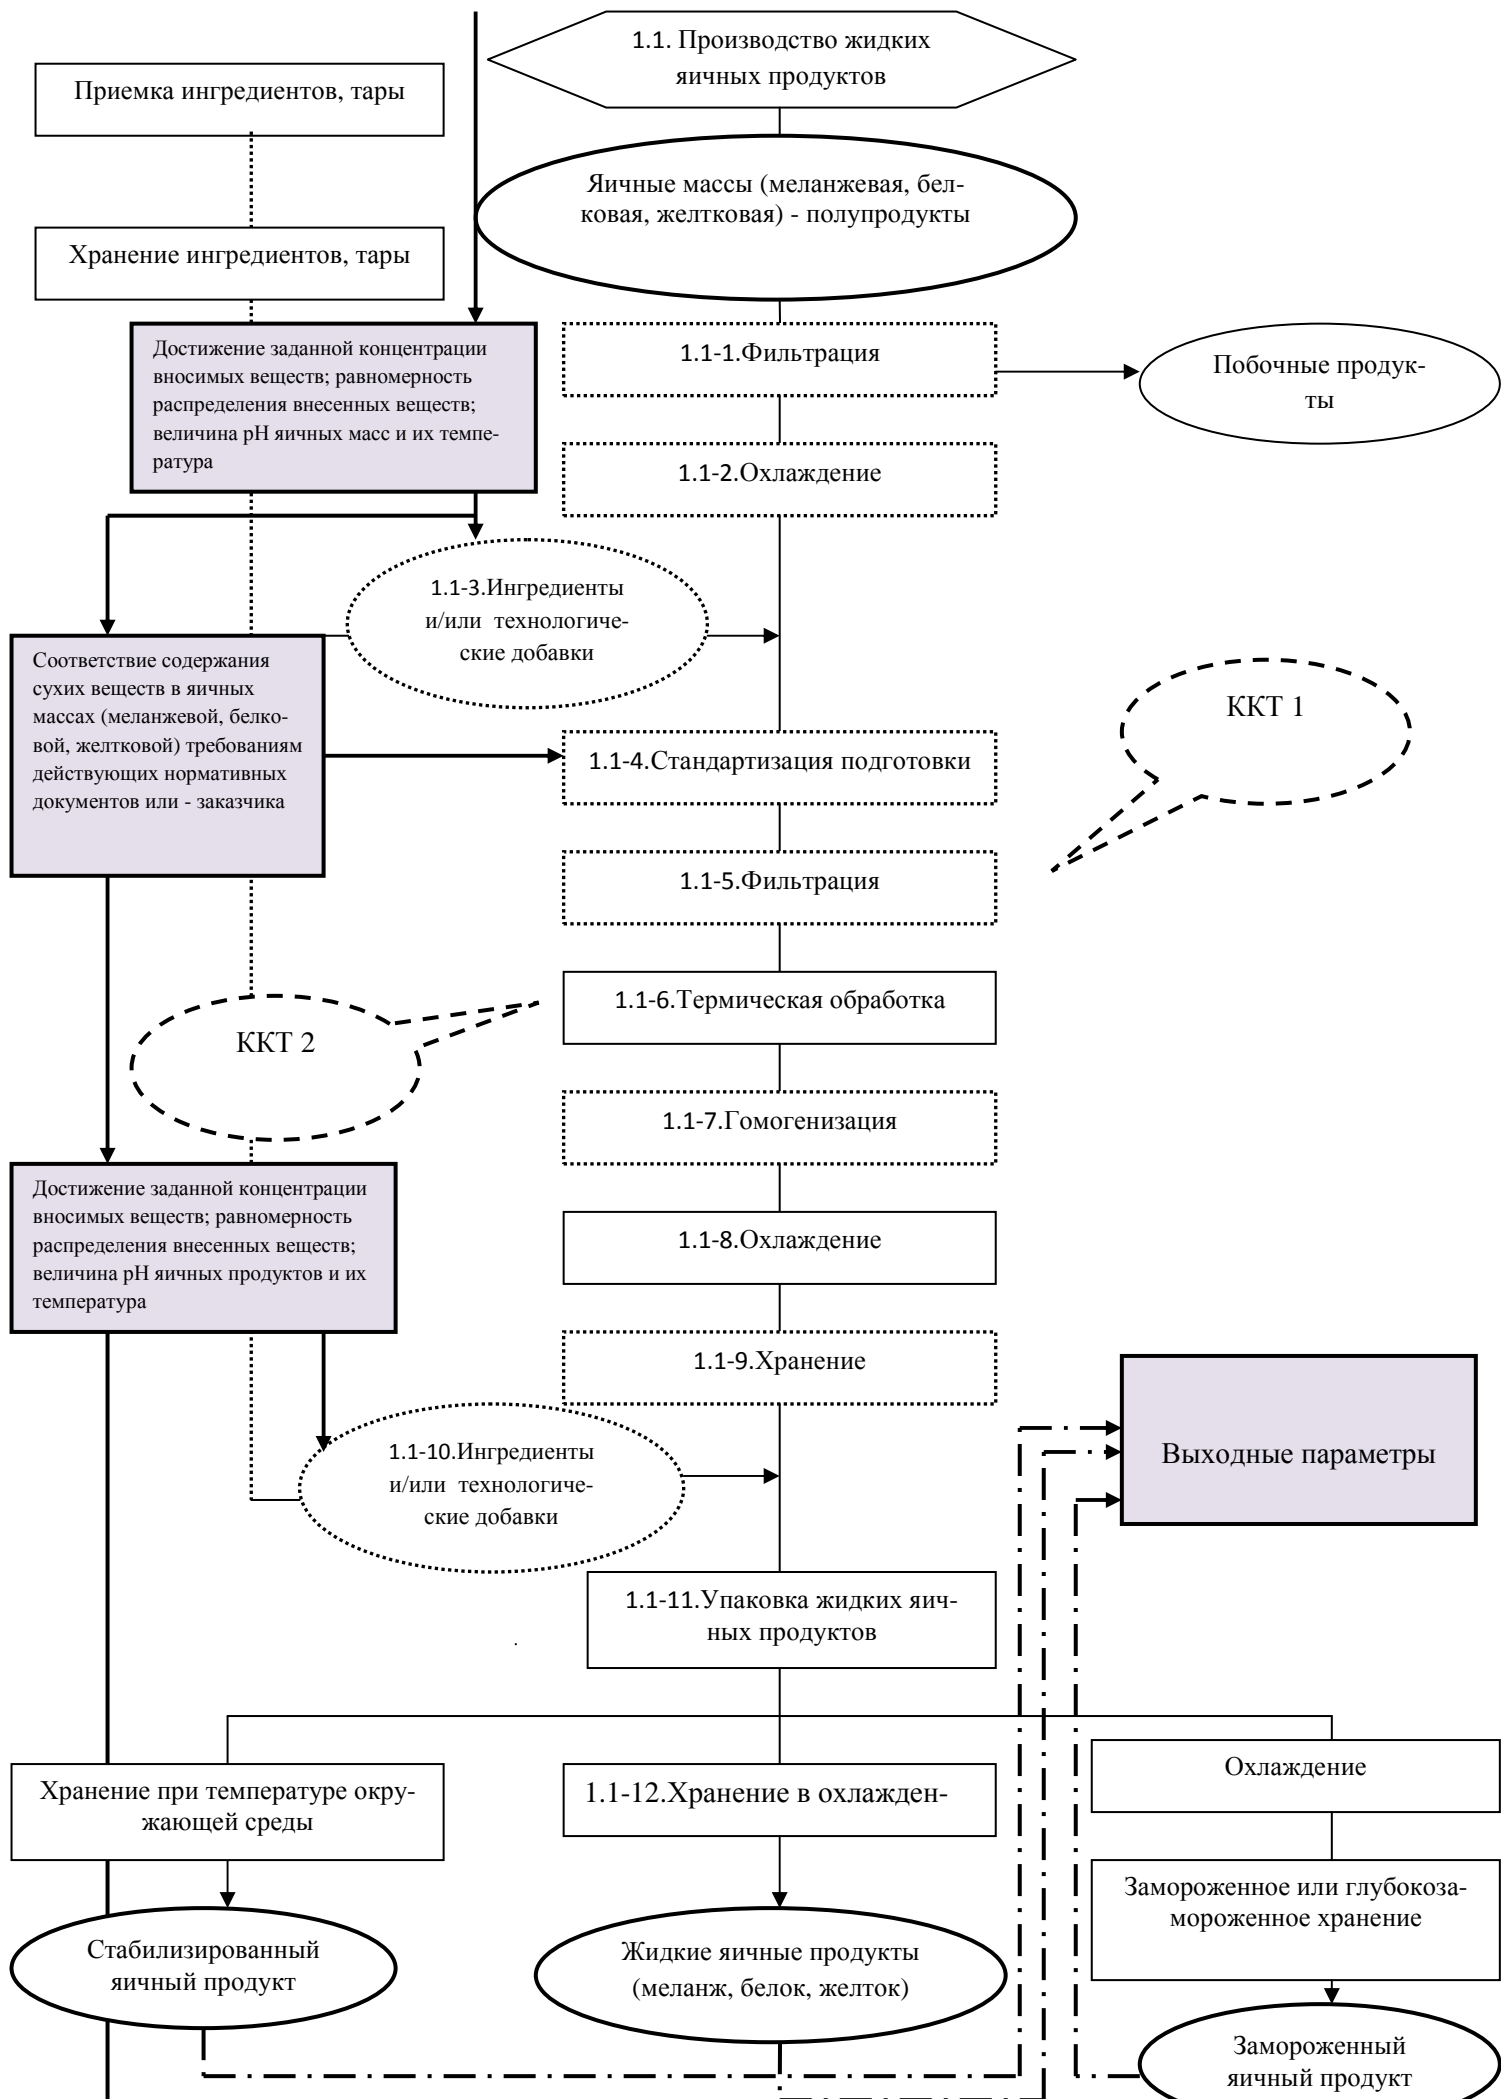 1.1. Производство жидких
яичных продуктов
Приемка ингредиентов, тары
Яичные массы (меланжевая, бел-
ковая, желтковая) - полупродукты
Хранение ингредиентов, тары
Достижение заданной концентрации
вносимых веществ; равномерность
распределения внесенных веществ;
величина pH яичных масс и их темпе-
ратура
1.1-1.Фильтрация
Побочные продук-
ты
1.1-2.Охлаждение
1.1-3.Ингредиенты
и/или технологиче-
ские добавки
Соответствие содержания
сухих веществ в яичных
массах (меланжевой, белко-
вой, желтковой) требованиям
действующих нормативных
документов или - заказчика
ККТ 1
1.1-4.Стандартизация подготовки
1.1-5.Фильтрация
1.1-6.Термическая обработка
ККТ 2
1.1-7.Гомогенизация
Достижение заданной концентрации
вносимых веществ; равномерность
распределения внесенных веществ;
величина pH яичных продуктов и их
температура
1.1-8.Охлаждение
1.1-9.Хранение
1.1-10.Ингредиенты
и/или технологиче-
ские добавки
Выходные параметры
1.1-11.Упаковка жидких яич-
ных продуктов
.
Хранение при температуре окру-
жающей среды
1.1-12.Хранение в охлажден-
Охлаждение
Замороженное или глубокоза-
мороженное хранение
Стабилизированный
яичный продукт
Жидкие яичные продукты
(меланж, белок, желток)
Замороженный
яичный продукт